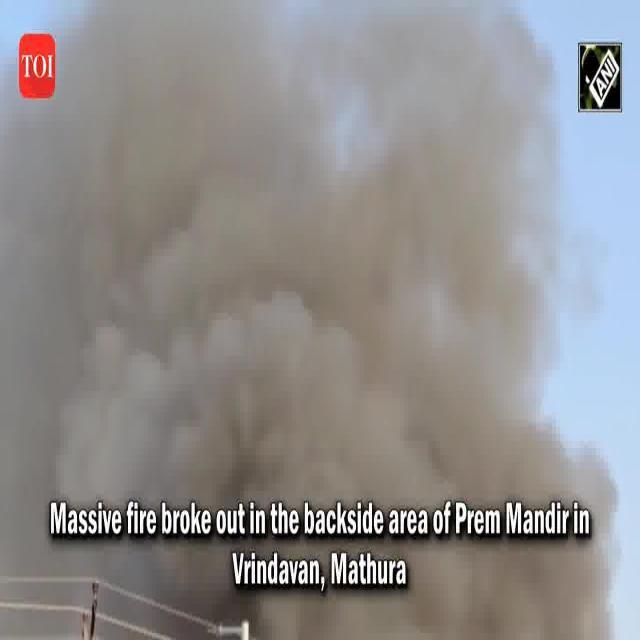 TOI
ANI
Massive fire broke out in the backside area of Prem Mandir in
Vrindavan, Mathura